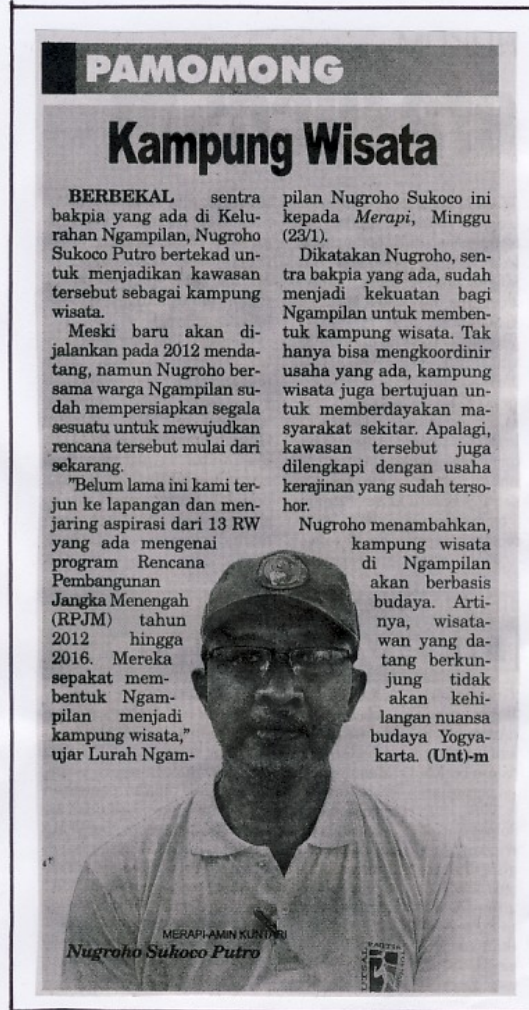 PAMOMONG
Kampung Wisata
BERBEKAL sentra
bakpia yang ada di Kelu-
rahan Ngampilan, Nugroho
Sukoco Putro bertekad un-
tuk menjadikan kawasan
tersebut sebagai kampung
wisata.
Meski baru akan di-
jalankan pada 2012 menda-
tang, namun Nugroho ber-
sama warga Ngampilan su-
dah mempersiapkan segala
sesuatu untuk mewujudkan
rencana tersebut mulai dari
sekarang.
"Belum lama ini kami ter-
jun ke lapangan dan men-
jaring aspirasi dari 13 RW
yang ada mengenai
program Rencana
Pembangunan
Jangka Menengah
(RPJM) tahun
2012 hingga
2016. Mereka
sepakat mem-
bentuk Ngam-
pilan menjadi
kampung wisata,"
ujar Lurah Ngam-
pilan Nugroho Sukoco ini
kepada Merapi, Minggu
(23/1).
Dikatakan Nugroho, sen-
tra bakpia yang ada, sudah
menjadi kekuatan bagi
Ngampilan untuk memben-
tuk kampung wisata. Tak
hanya bisa mengkoordinir
usaha yang ada, kampung
wisata juga bertujuan un-
tuk memberdayakan ma-
syarakat sekitar. Apalagi,
kawasan tersebut juga
dilengkapi dengan usaha
kerajinan yang sudah terso-
hor.
Nugroho menambahkan,
kampung wisata
di Ngampilan
akan berbasis
budaya. Arti-
nya, wisata-
wan yang da-
tang berkun-
jung tidak
akan kehi-
langan nuansa
budaya Yogya-
karta. (Unt)-m
MERAPI-AMIN KUNTARI
Nugroho Sukoco Putro